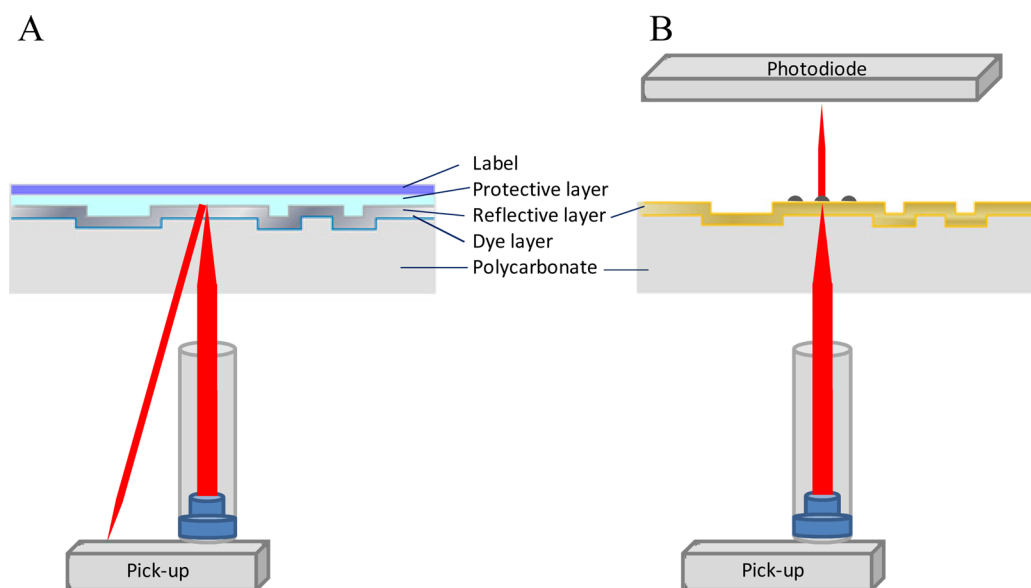 A
B
Photodiode
Label
Protective layer
Reflective layer
Dye layer
Polycarbonate
Pick-up
Pick-up